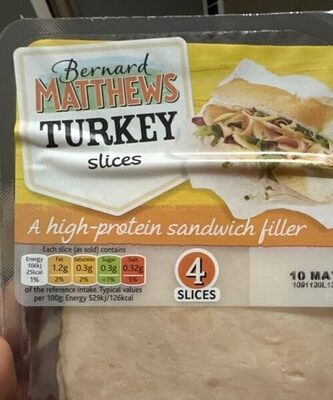 Bernard
MATTHEWS
TURKEY
slices
A high-protein sandwich filler
Each slice (as sold) contains
Energy Fat Saturates Sugar Salt
106kJ 1.2g 0.3g 0.3g 0.32g
25kcal
1% 2% 2% <1% 5%
of the reference intake. Typical values
per 100g: Energy 529kJ/126kcal
4
SLICES
10 MA
1091120L1